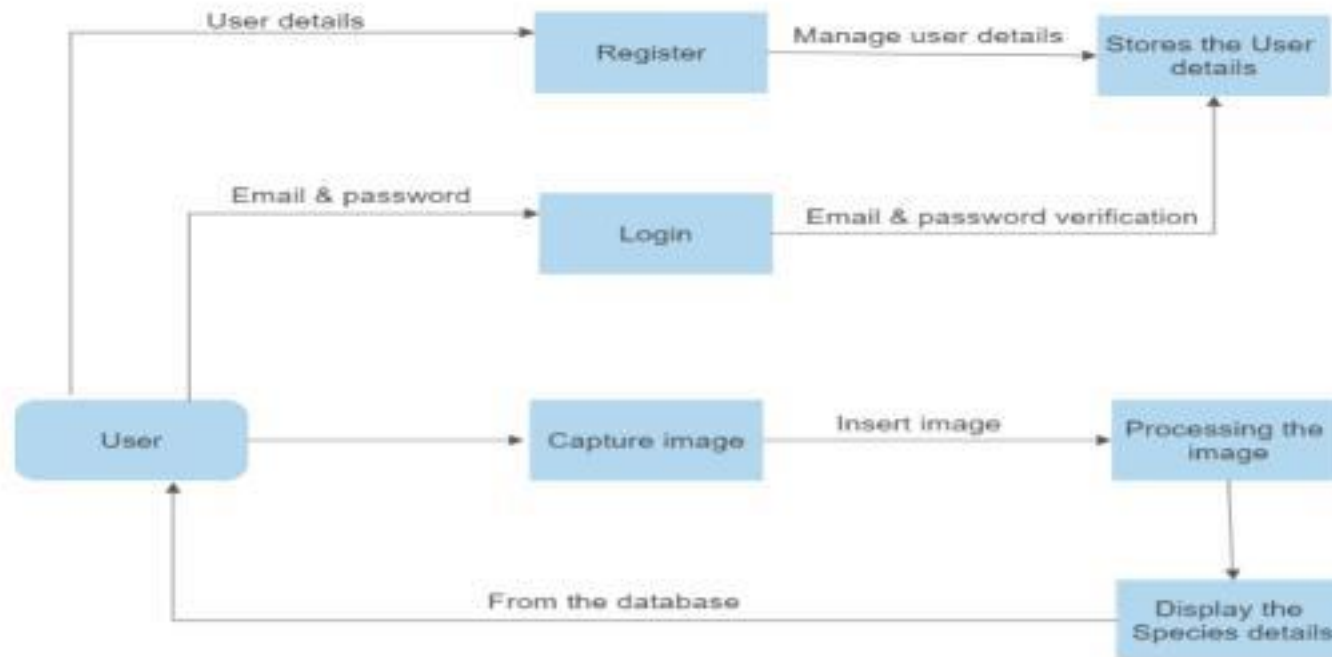 User details
Register
Manage user details
Stores the User
details
Email & password
Login
Email & password verification
User
Capture image
Insert image
Processing the
image
From the database
Display the
Species details